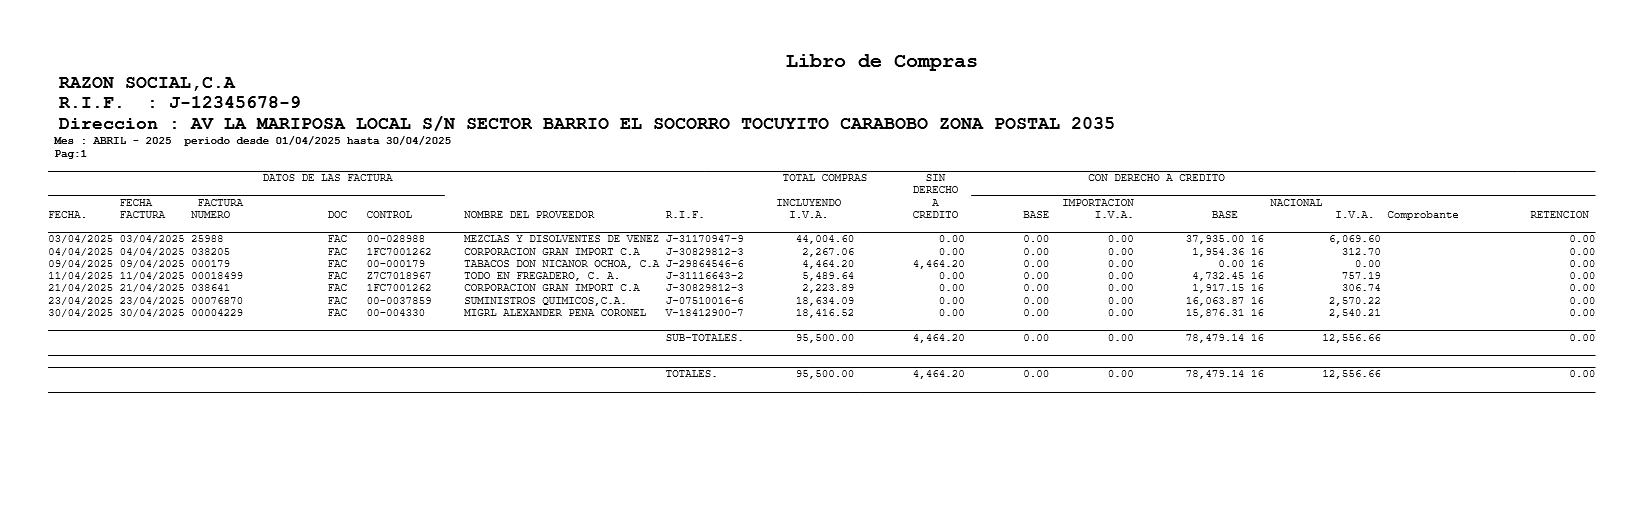 Libro de Compras
RAZON SOCIAL,C.A
R.I.F.  : J-12345678-9
Direccion : AV LA MARIPOSA LOCAL S/N SECTOR BARRIO EL SOCORRO TOCUYITO CARABOBO ZONA POSTAL 2035
Mes : ABRIL - 2025  periodo desde 01/04/2025 hasta 30/04/2025
Pag:1
DATOS DE LAS FACTURA TOTAL COMPRAS SIN CON DERECHO A CREDITO
DERECHO
FECHA FACTURA INCLUYENDO A IMPORTACION NACIONAL
FECHA. FACTURA NUMERO DOC CONTROL NOMBRE DEL PROVEEDOR R.I.F. I.V.A. CREDITO BASE I.V.A. BASE I.V.A. Comprobante RETENCION
03/04/2025 03/04/2025 25988 FAC 00-028988 MEZCLAS Y DISOLVENTES DE VENEZ J-31170947-9 44,004.60 0.00 0.00 0.00 37,935.00 16 6,069.60 0.00
04/04/2025 04/04/2025 038205 FAC 1FC7001262 CORPORACION GRAN IMPORT C.A J-30829812-3 2,267.06 0.00 0.00 0.00 1,954.36 16 312.70 0.00
09/04/2025 09/04/2025 000179 FAC 00-000179 TABACOS DON NICANOR OCHOA, C.A J-29864546-6 4,464.20 4,464.20 0.00 0.00 0.00 16 0.00 0.00
11/04/2025 11/04/2025 00018499 FAC Z7C7018967 TODO EN FREGADERO, C. A. J-31116643-2 5,489.64 0.00 0.00 0.00 4,732.45 16 757.19 0.00
21/04/2025 21/04/2025 038641 FAC 1FC7001262 CORPORACION GRAN IMPORT C.A J-30829812-3 2,223.89 0.00 0.00 0.00 1,917.15 16 306.74 0.00
23/04/2025 23/04/2025 00076870 FAC 00-0037859 SUMINISTROS QUIMICOS,C.A. J-07510016-6 18,634.09 0.00 0.00 0.00 16,063.87 16 2,570.22 0.00
30/04/2025 30/04/2025 00004229 FAC 00-004330 MIGRL ALEXANDER PENA CORONEL V-18412900-7 18,416.52 0.00 0.00 0.00 15,876.31 16 2,540.21 0.00
SUB-TOTALES. 95,500.00 4,464.20 0.00 0.00 78,479.14 16 12,556.66 0.00
TOTALES. 95,500.00 4,464.20 0.00 0.00 78,479.14 16 12,556.66 0.00